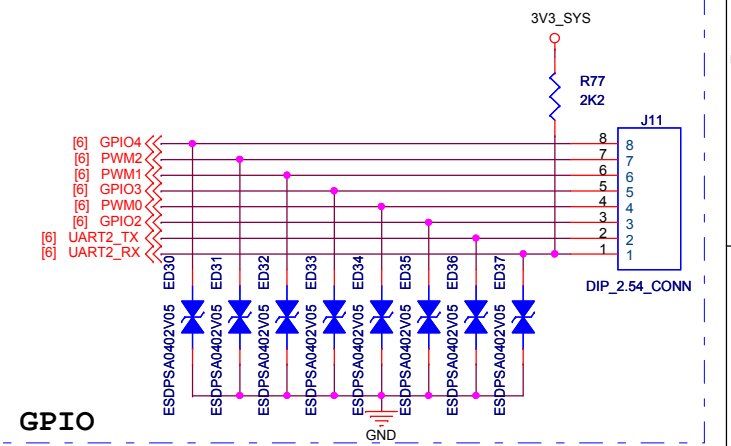 3V3_SYS
R77
2K2
J11
[6] GPIO4 8 8
[6] PWM2 7 7
[6] PWM1 6 6
[6] GPIO3 5 5
[6] PWM0 4 4
[6] GPIO2 3 3
[6] UART2_TX 2 2
[6] UART2_RX 1 1
DIP_2.54_CONN
ED30
ED31
ED32
ED33
ED34
ED35
ED36
ED37
ESDPSA0402V05
ESDPSA0402V05
ESDPSA0402V05
ESDPSA0402V05
ESDPSA0402V05
ESDPSA0402V05
ESDPSA0402V05
ESDPSA0402V05
GPIO
GND